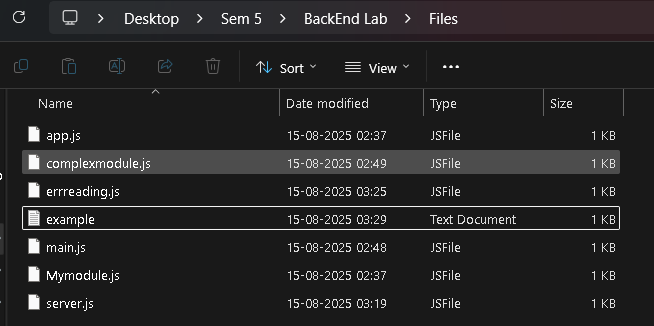 Desktop > Sem 5 > BackEnd Lab > Files
Sort View
Name Date modified Type Size
app.js 15-08-2025 02:37 JSFile 1 KB
complexmodule.js 15-08-2025 02:49 JSFile 1 KB
errreading.js 15-08-2025 03:25 JSFile 1 KB
example 15-08-2025 03:29 Text Document 1 KB
main.js 15-08-2025 02:48 JSFile 1 KB
Mymodule.js 15-08-2025 02:37 JSFile 1 KB
server.js 15-08-2025 03:19 JSFile 1 KB